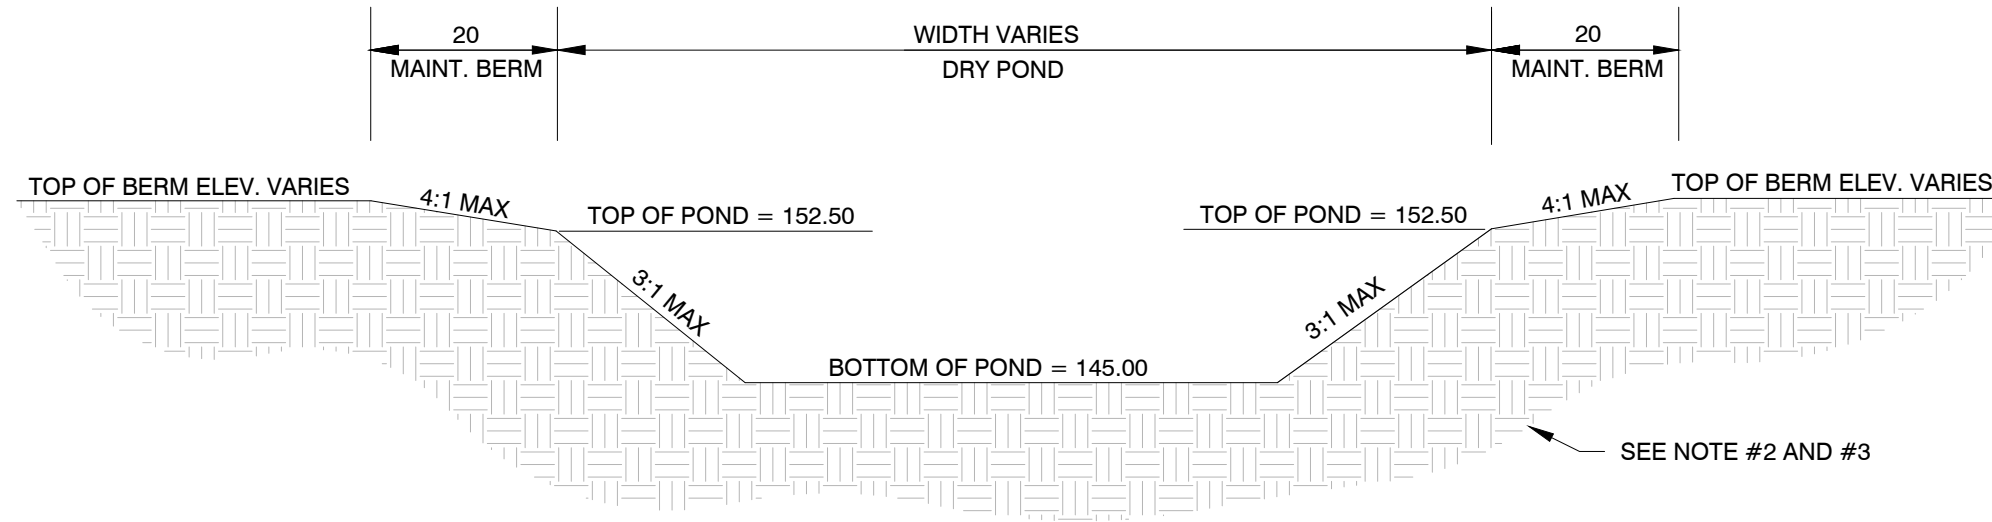 20
MAINT. BERM
WIDTH VARIES
DRY POND
20
MAINT. BERM
TOP OF BERM ELEV. VARIES
4:1 MAX
TOP OF POND = 152.50
TOP OF POND = 152.50
4:1 MAX
TOP OF BERM ELEV. VARIES
3:1 MAX
3:1 MAX
BOTTOM OF POND = 145.00
SEE NOTE #2 AND #3